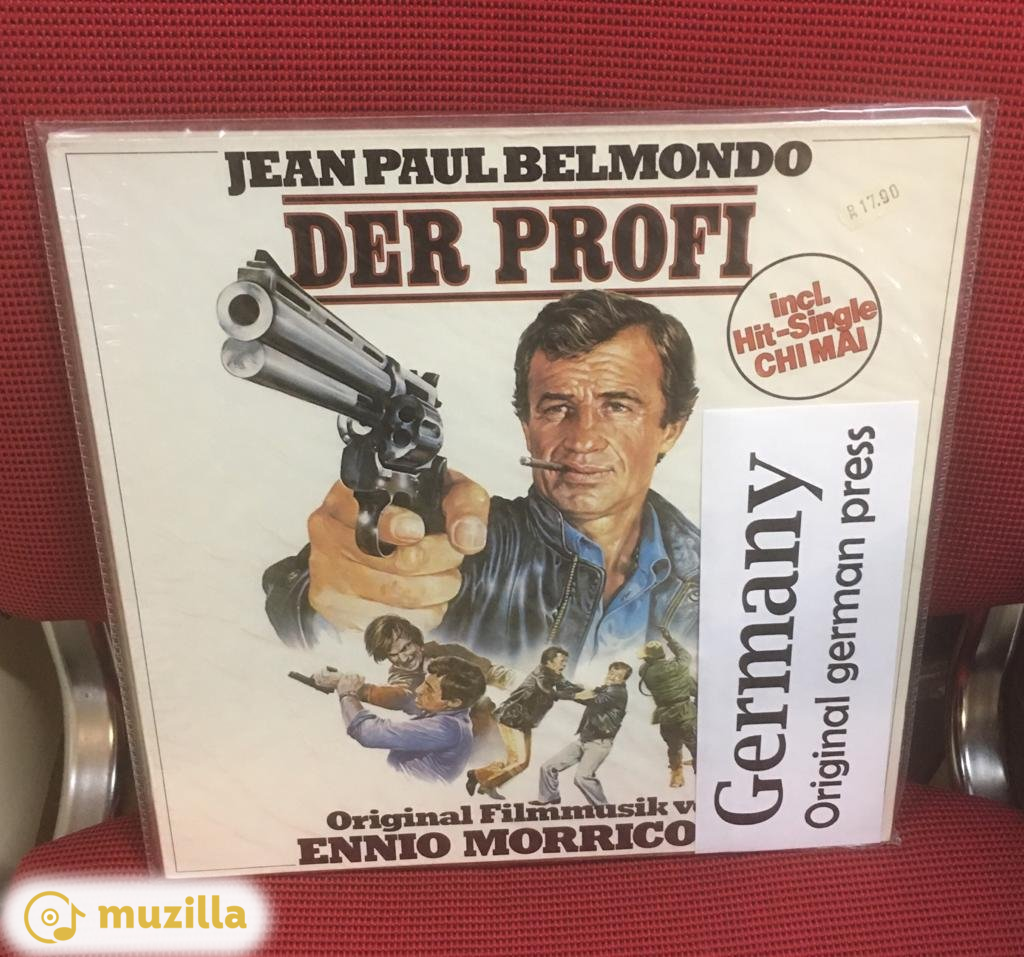 JEAN PAUL BELMONDO
DER PROFI
R 17.90
incl.
Hit-Single
CHI MAI
Germany
Original german press
Original Filmmusik v
ENNIO MORRICO
muzilla